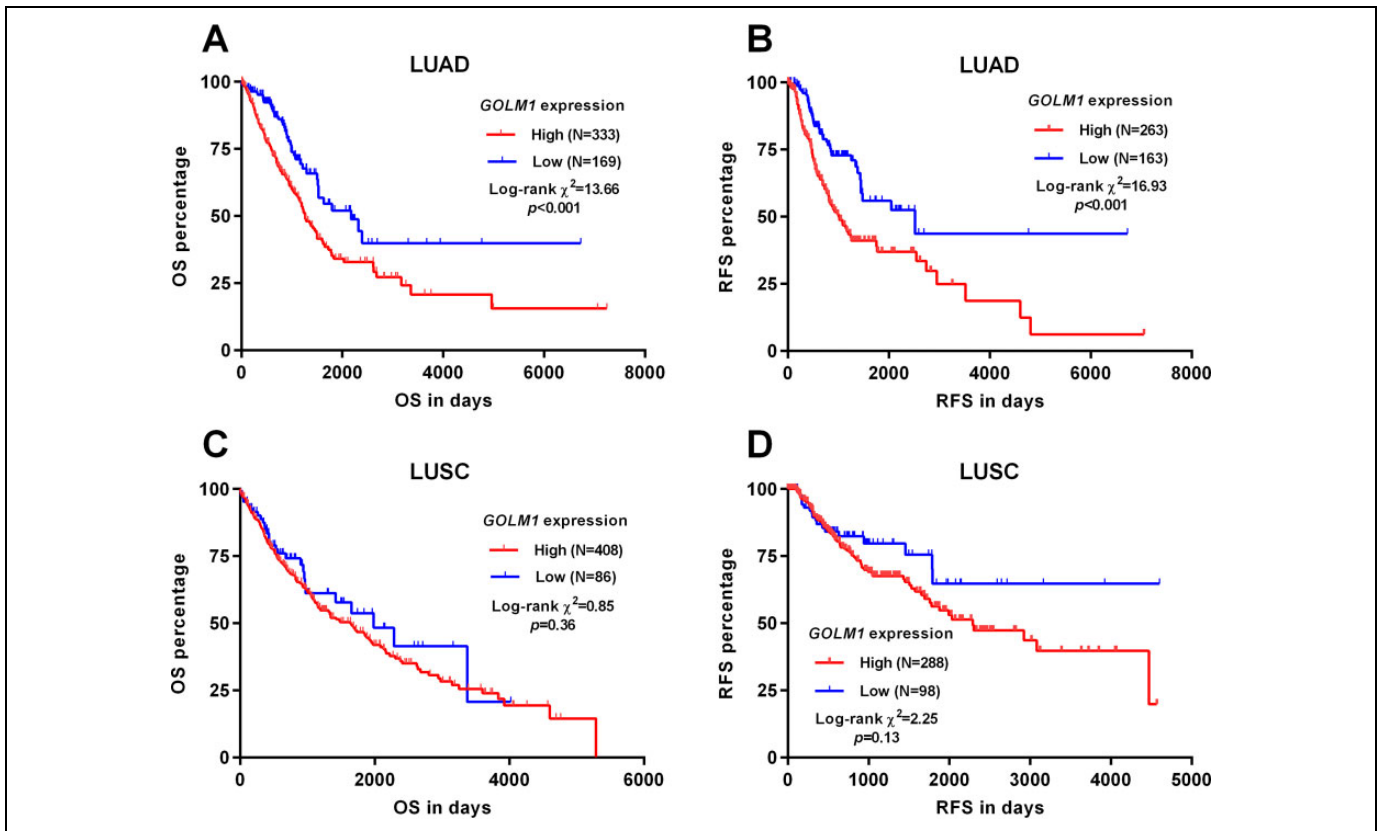 A
LUAD
GOLM1 expression
High (N=333)
Low (N=169)
Log-rank χ²=13.66
p<0.001
OS percentage
100
75
50
25
0
0 2000 4000 6000 8000
OS in days
B
LUAD
GOLM1 expression
High (N=263)
Low (N=163)
Log-rank χ²=16.93
p<0.001
RFS percentage
100
75
50
25
0
0 2000 4000 6000 8000
RFS in days
C
LUSC
GOLM1 expression
High (N=408)
Low (N=86)
Log-rank χ²=0.85
p=0.36
OS percentage
100
75
50
25
0
0 2000 4000 6000
OS in days
D
LUSC
GOLM1 expression
High (N=288)
Low (N=98)
Log-rank χ²=2.25
p=0.13
RFS percentage
100
75
50
25
0
0 1000 2000 3000 4000 5000
RFS in days